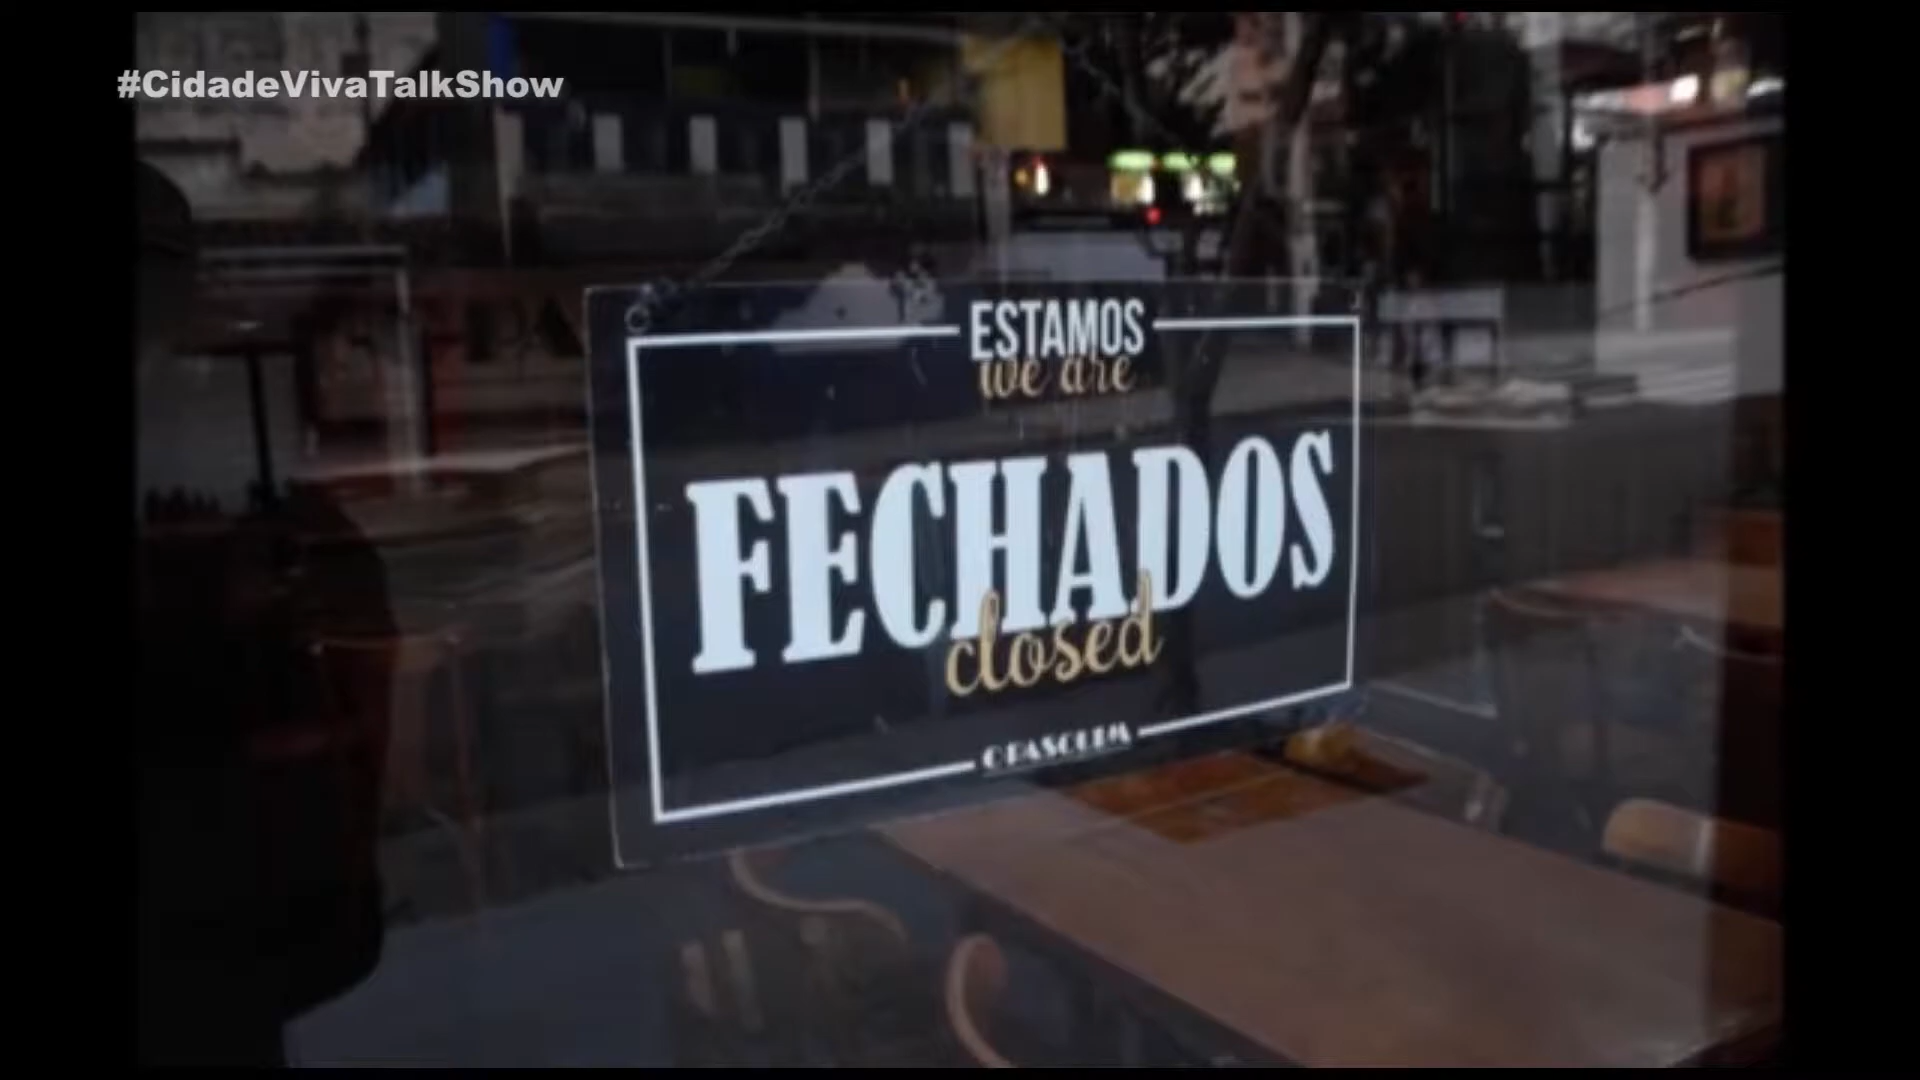 #CidadeVivaTalkShow
ESTAMOS
we are
FECHADOS
closed